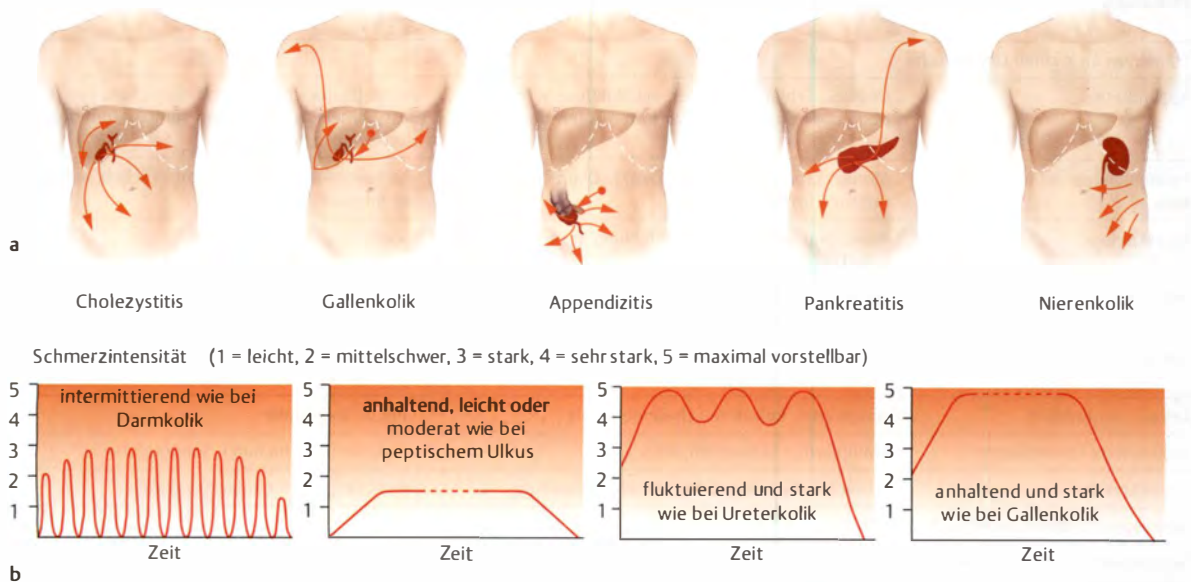 a
Cholezystitis
Gallenkolik
Appendizitis
Pankreatitis
Nierenkolik
Schmerzintensität (1 = leicht, 2 = mittelschwer, 3 = stark, 4 = sehr stark, 5 = maximal vorstellbar)
5
4
3
2
1
intermittierend wie bei
Darmkolik
Zeit
5
4
3
2
1
anhaltend, leicht oder
moderat wie bei
peptischem Ulkus
Zeit
5
4
3
2
1
fluktuierend und stark
wie bei Ureterkolik
Zeit
5
4
3
2
1
anhaltend und stark
wie bei Gallenkolik
Zeit
b